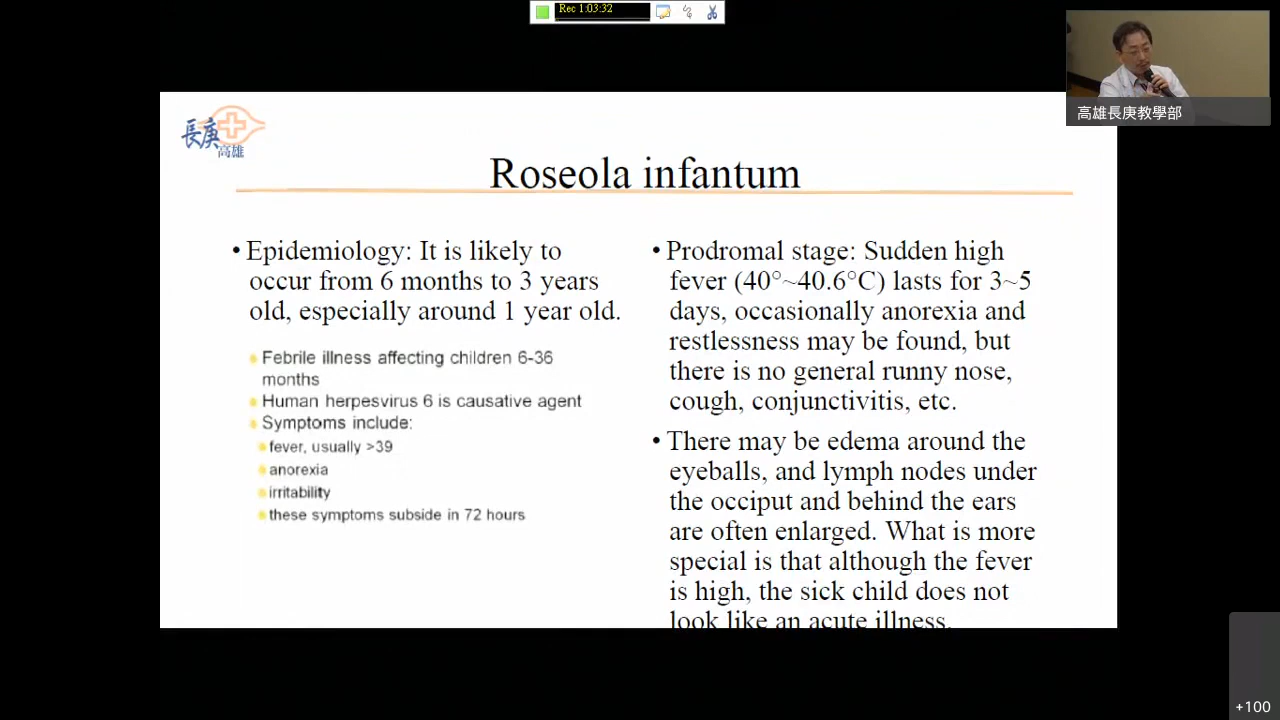 Rec 1:03:32
高雄長庚教學部
長庚
高雄
Roseola infantum
• Epidemiology: It is likely to
occur from 6 months to 3 years
old, especially around 1 year old.
Febrile illness affecting children 6-36
months
Human herpesvirus 6 is causative agent
Symptoms include:
fever, usually >39
anorexia
irritability
these symptoms subside in 72 hours
• Prodromal stage: Sudden high
fever (40°~40.6°C) lasts for 3~5
days, occasionally anorexia and
restlessness may be found, but
there is no general runny nose,
cough, conjunctivitis, etc.
• There may be edema around the
eyeballs, and lymph nodes under
the occiput and behind the ears
are often enlarged. What is more
special is that although the fever
is high, the sick child does not
look like an acute illness.
+100